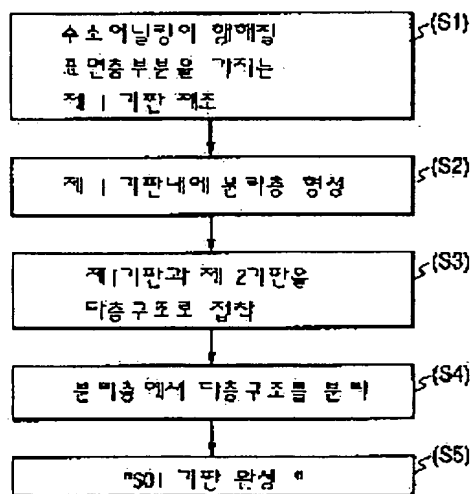 수소어닐링이 행해질
표면층부분을 가지는
제 1 기판 제조
(S1)
제 1 기판내에 분리층 형성
(S2)
제1기판과 제 2기판을
다층구조로 접착
(S3)
분리층에서 다층구조를 분리
(S4)
"SOI 기판 완성 "
(S5)